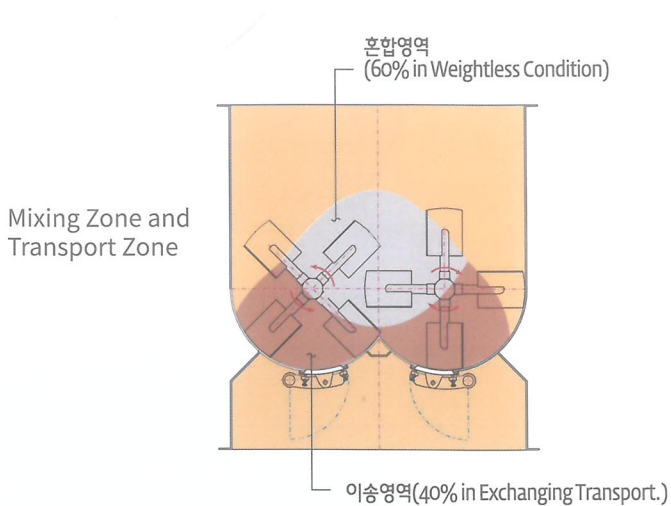 혼합영역
(60% in Weightless Condition)
Mixing Zone and
Transport Zone
이송영역(40% in Exchanging Transport.)